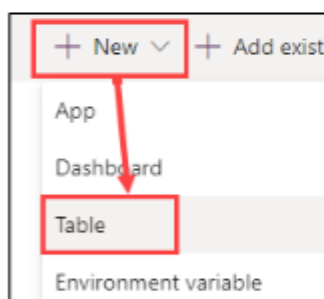 + New + Add exist
App
Dashboard
Table
Environment variable